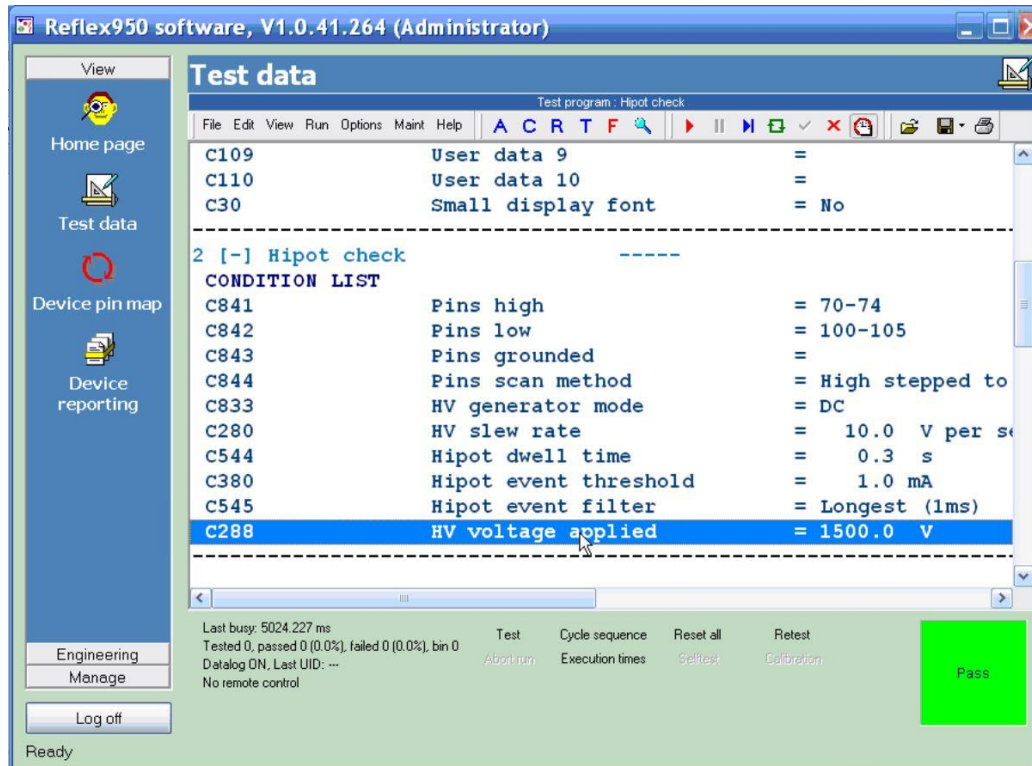 Reflex950 software, V1.0.41.264 (Administrator)
View
Home page
Test data
Device pin map
Device
reporting
Engineering
Manage
Log off
Ready
Test data
Test program : Hipot check
File Edit View Run Options Maint Help A C R T F
C109 User data 9 =
C110 User data 10 =
C30 Small display font = No
2 [-] Hipot check -----
CONDITION LIST
C841 Pins high = 70-74
C842 Pins low = 100-105
C843 Pins grounded =
C844 Pins scan method = High stepped to
C833 HV generator mode = DC
C280 HV slew rate = 10.0 V per se
C544 Hipot dwell time = 0.3 s
C380 Hipot event threshold = 1.0 mA
C545 Hipot event filter = Longest (1ms)
C288 HV voltage applied = 1500.0 V
Last busy: 5024.227 ms
Tested 0, passed 0 (0.0%), failed 0 (0.0%), bin 0
Datalog ON, Last UID: ---
No remote control
Test Cycle sequence Reset all Retest
Abort run Execution times Selftest Calibration
Pass